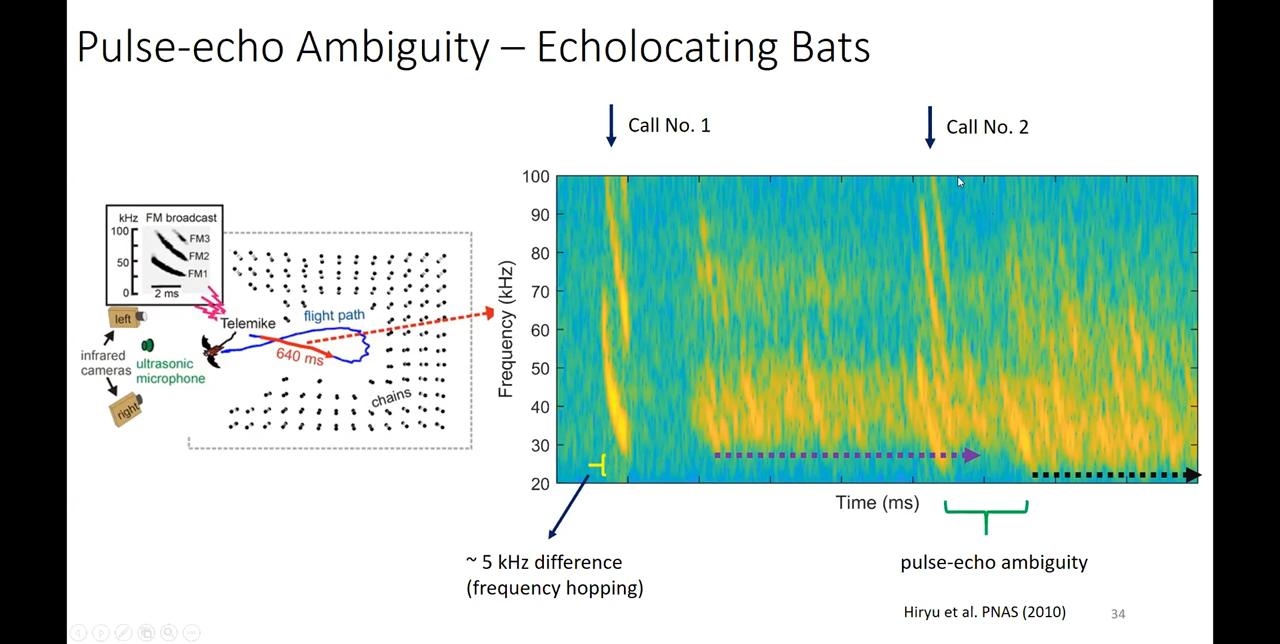 Pulse-echo Ambiguity – Echolocating Bats
Call No. 1
Call No. 2
kHz FM broadcast
100
50
0
FM3
FM2
FM1
2 ms
left
Telemike
flight path
640 ms
infrared
cameras
ultrasonic
microphone
right
chains
Frequency (kHz)
100
90
80
70
60
50
40
30
20
Time (ms)
~ 5 kHz difference
(frequency hopping)
pulse-echo ambiguity
Hiryu et al. PNAS (2010)
34